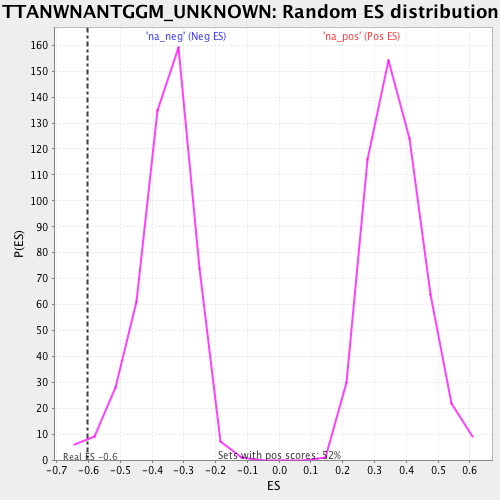 TTANWNANTGGM_UNKNOWN: Random ES distribution
'na_neg' (Neg ES) 'na_pos' (Pos ES)
160
150
140
130
120
110
100
90
80
70
60
50
40
30
20
10
0
P(ES)
Real ES -0.6 Sets with pos scores: 52%
-0.7 -0.6 -0.5 -0.4 -0.3 -0.2 -0.1 0.0 0.1 0.2 0.3 0.4 0.5 0.6
ES